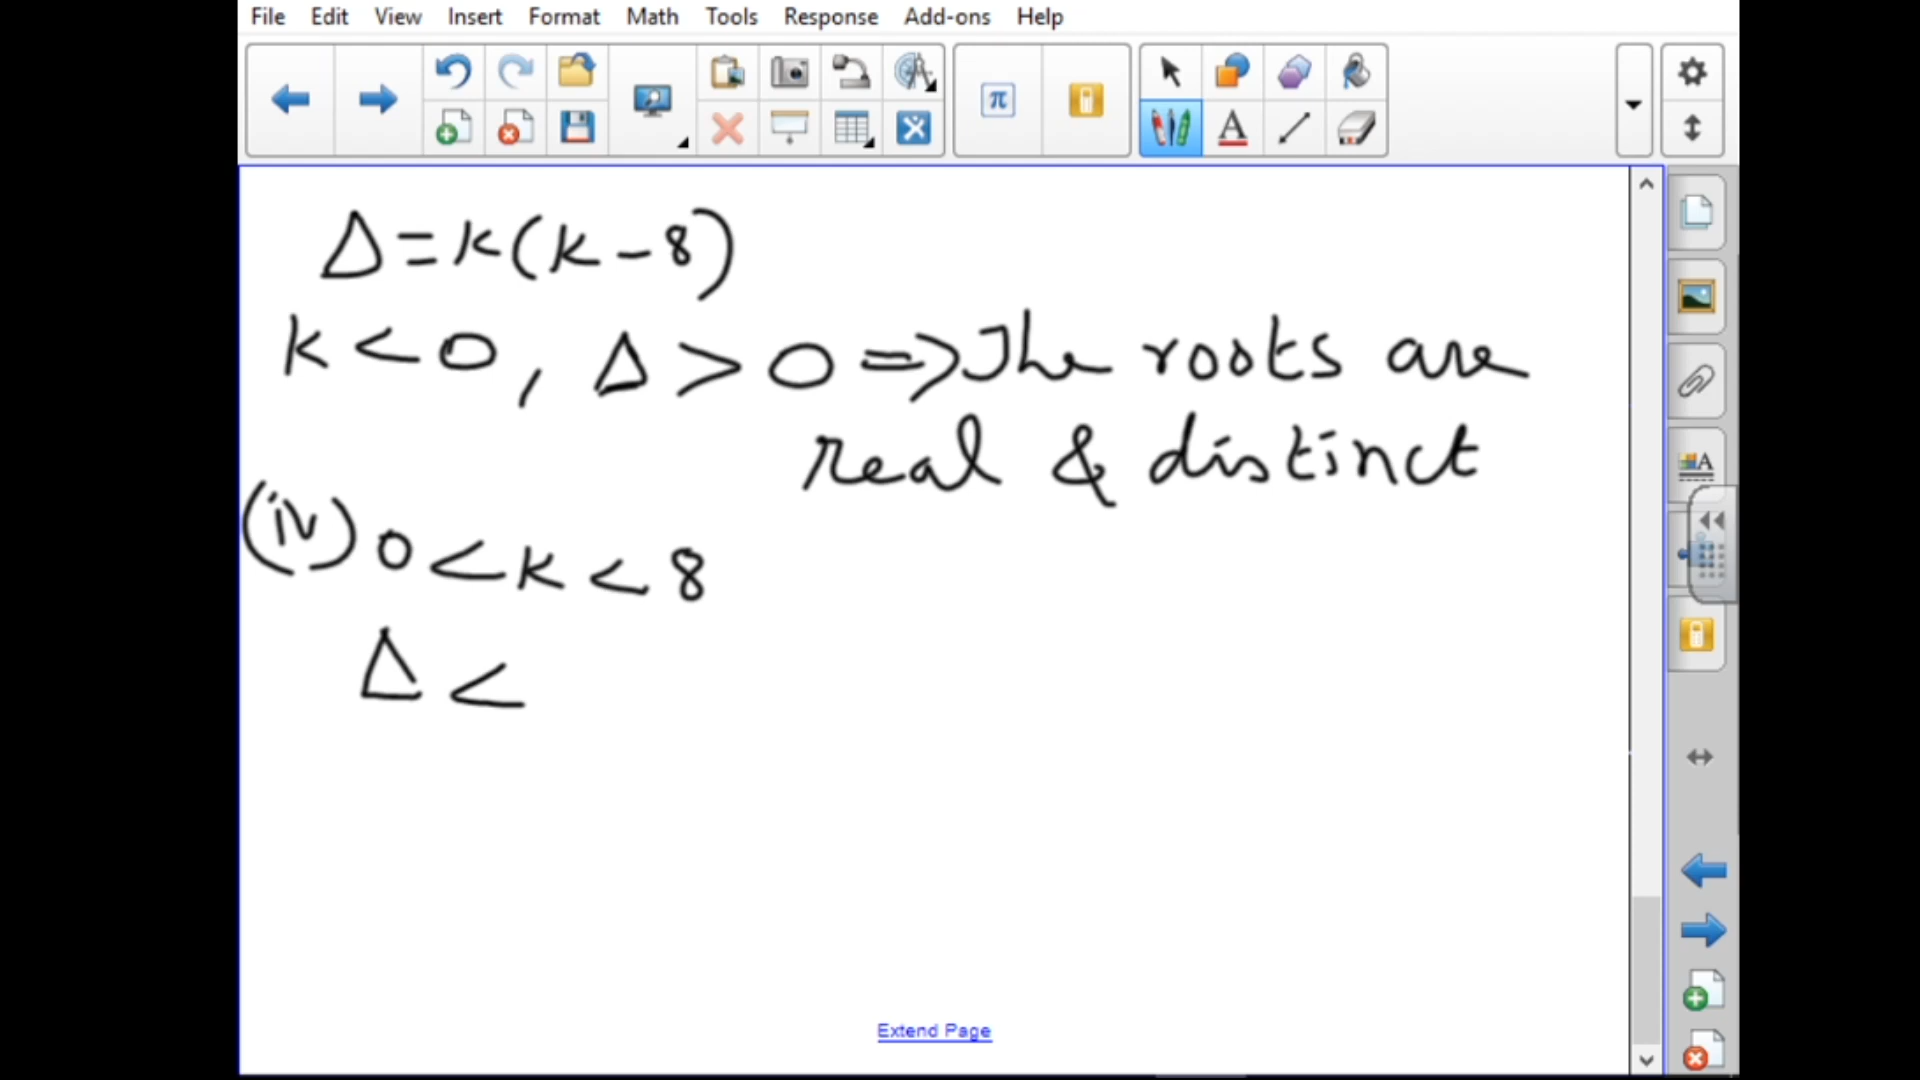 File Edit View Insert Format Math Tools Response Add-ons Help
π
A
A
Δ=k(k-8)
k<0, Δ>0 => The roots are
real & distinct
(iv) 0<k<8
Δ<
Extend Page